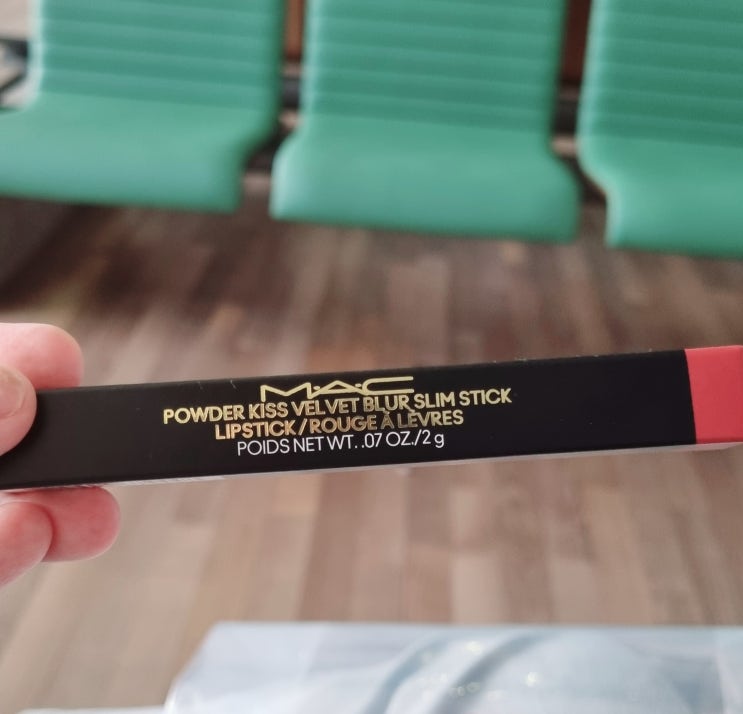 M·A·C
POWDER KISS VELVET BLUR SLIM STICK
LIPSTICK / ROUGE À LÈVRES
POIDS NET WT. .07 OZ./2 g